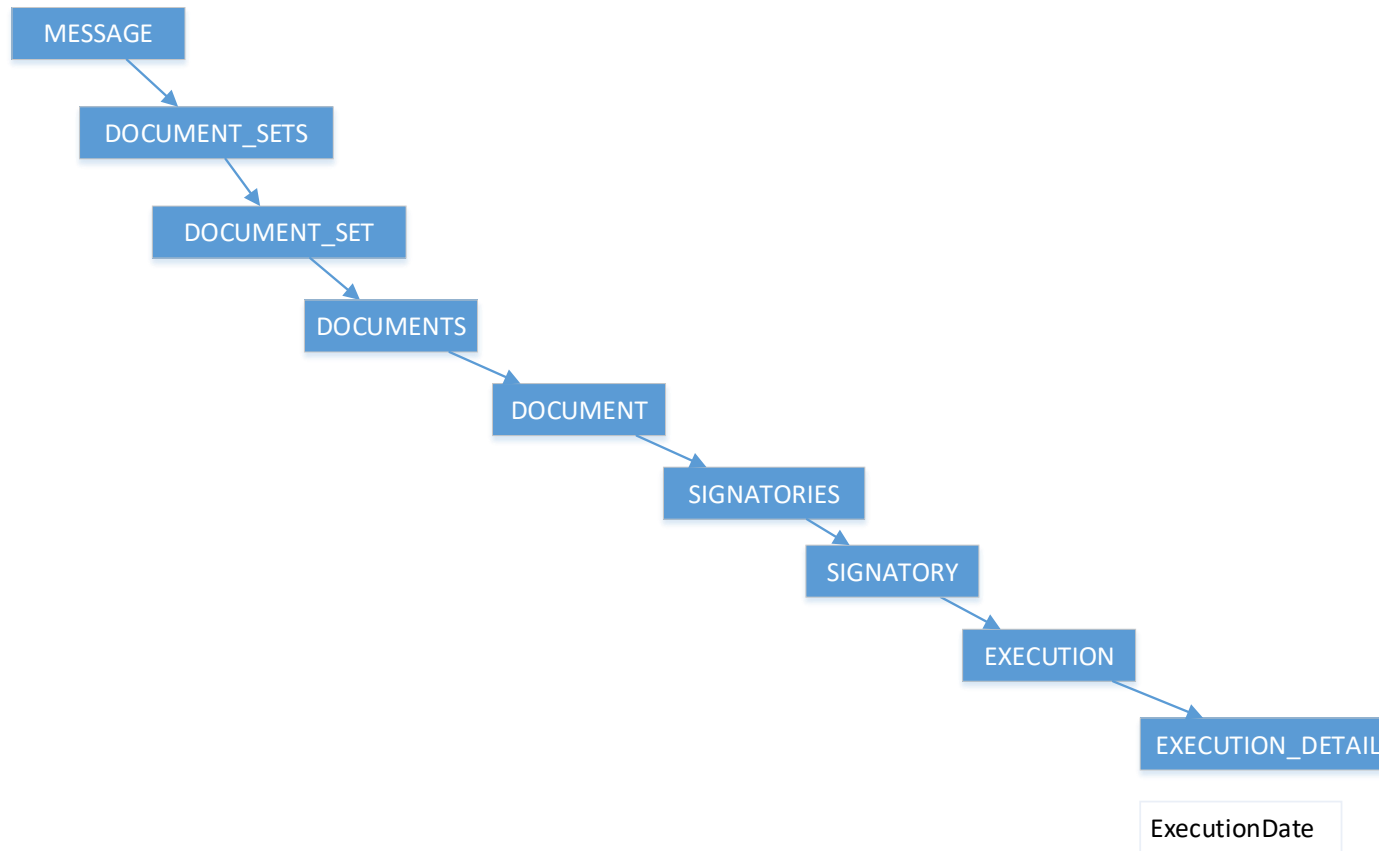 MESSAGE
DOCUMENT_SETS
DOCUMENT_SET
DOCUMENTS
DOCUMENT
SIGNATORIES
SIGNATORY
EXECUTION
EXECUTION_DETAIL
ExecutionDate